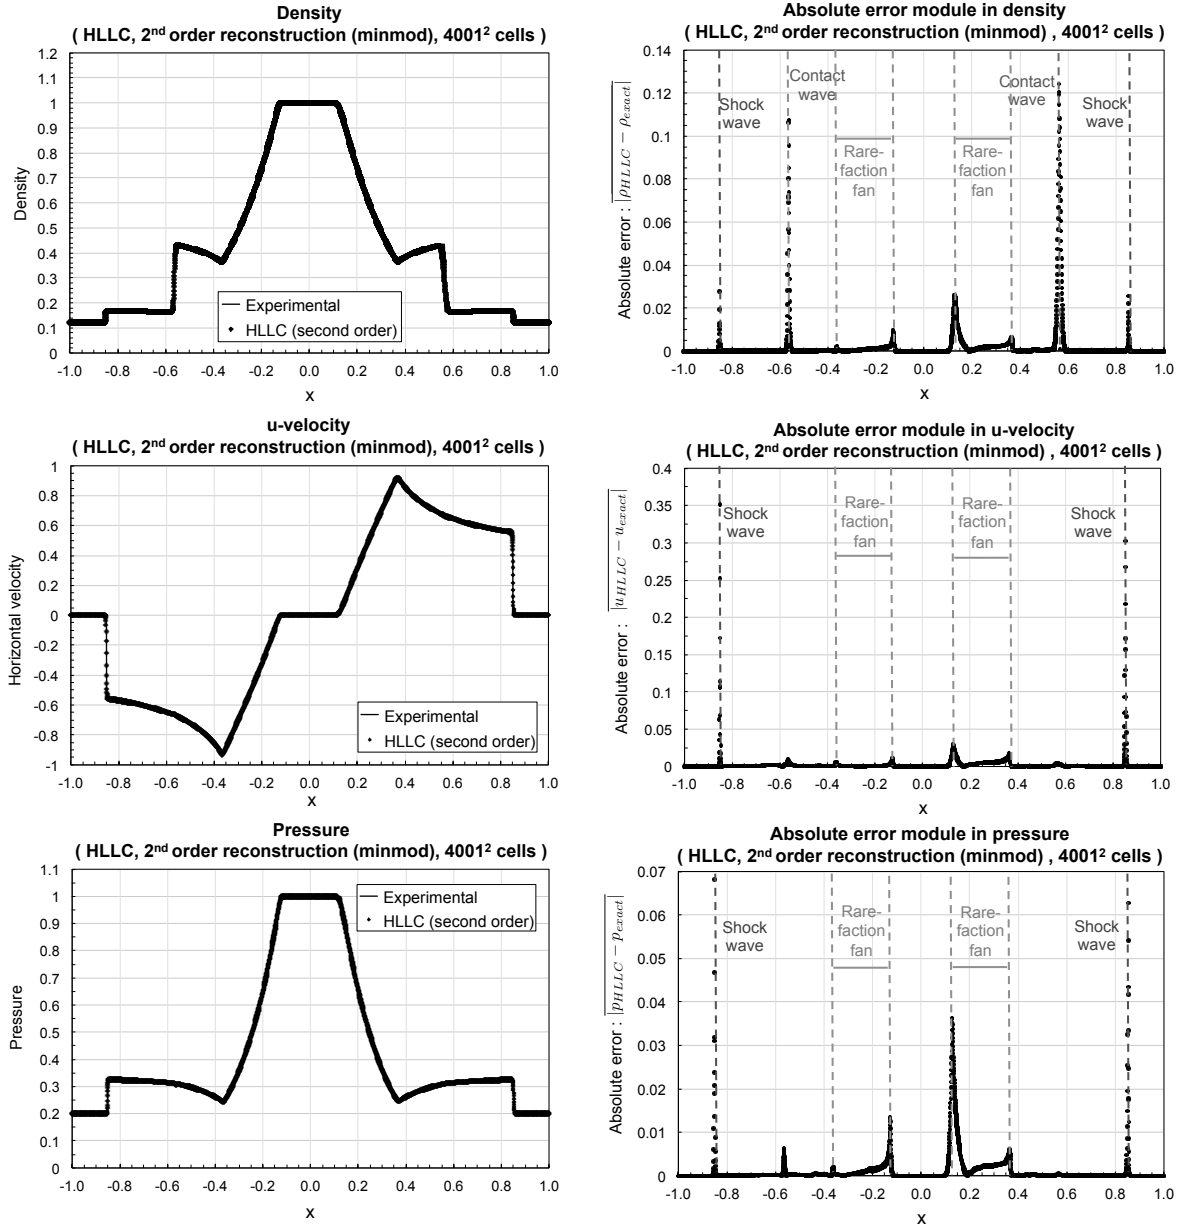 Density
( HLLC, 2nd order reconstruction (minmod), 4001² cells )
1.2
1.1
1
0.9
0.8
0.7
0.6
0.5
0.4
0.3
0.2
0.1
0
Density
Experimental
HLLC (second order)
-1.0 -0.8 -0.6 -0.4 -0.2 0.0 0.2 0.4 0.6 0.8 1.0
x
Absolute error module in density
( HLLC, 2nd order reconstruction (minmod) , 4001² cells )
0.14
0.12
0.1
0.08
0.06
0.04
0.02
0
Absolute error : |ρHLLC − ρexact|
Shock
wave
Contact
wave
Rare-
faction
fan
Rare-
faction
fan
Contact
wave
Shock
wave
-1.0 -0.8 -0.6 -0.4 -0.2 0.0 0.2 0.4 0.6 0.8 1.0
x
u-velocity
( HLLC, 2nd order reconstruction (minmod), 4001² cells )
1
0.8
0.6
0.4
0.2
0
-0.2
-0.4
-0.6
-0.8
-1
Horizontal velocity
Experimental
HLLC (second order)
-1.0 -0.8 -0.6 -0.4 -0.2 0.0 0.2 0.4 0.6 0.8 1.0
x
Absolute error module in u-velocity
( HLLC, 2nd order reconstruction (minmod) , 4001² cells )
0.4
0.35
0.3
0.25
0.2
0.15
0.1
0.05
0
Absolute error : |uHLLC − uexact|
Shock
wave
Rare-
faction
fan
Rare-
faction
fan
Shock
wave
-1.0 -0.8 -0.6 -0.4 -0.2 0.0 0.2 0.4 0.6 0.8 1.0
x
Pressure
( HLLC, 2nd order reconstruction (minmod), 4001² cells )
1.1
1
0.9
0.8
0.7
0.6
0.5
0.4
0.3
0.2
0.1
0
Pressure
Experimental
HLLC (second order)
-1.0 -0.8 -0.6 -0.4 -0.2 0.0 0.2 0.4 0.6 0.8 1.0
x
Absolute error module in pressure
( HLLC, 2nd order reconstruction (minmod) , 4001² cells )
0.07
0.06
0.05
0.04
0.03
0.02
0.01
0
Absolute error : |pHLLC − pexact|
Shock
wave
Rare-
faction
fan
Rare-
faction
fan
Shock
wave
-1.0 -0.8 -0.6 -0.4 -0.2 0.0 0.2 0.4 0.6 0.8 1.0
x